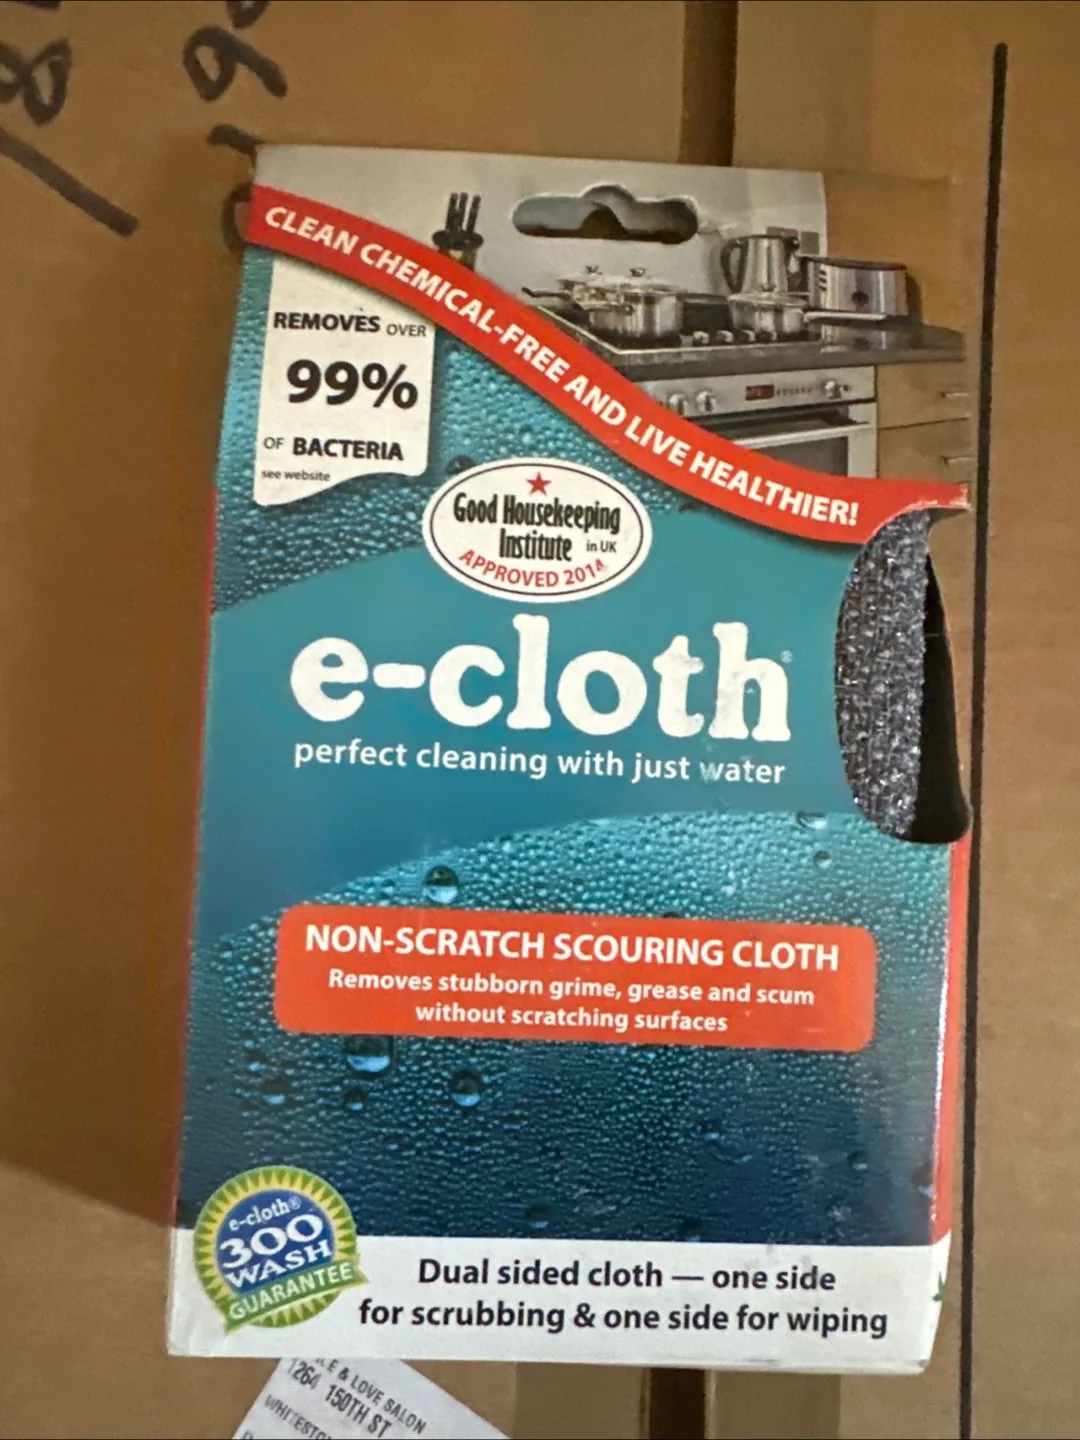 CLEAN CHEMICAL-FREE AND LIVE HEALTHIER!
REMOVES OVER
99%
OF BACTERIA
see website
Good Housekeeping
Institute in UK
APPROVED 2014
e-cloth®
perfect cleaning with just water
NON-SCRATCH SCOURING CLOTH
Removes stubborn grime, grease and scum
without scratching surfaces
e-cloth®
300
WASH
GUARANTEE
Dual sided cloth — one side
for scrubbing & one side for wiping
& LOVE SALON
150TH ST